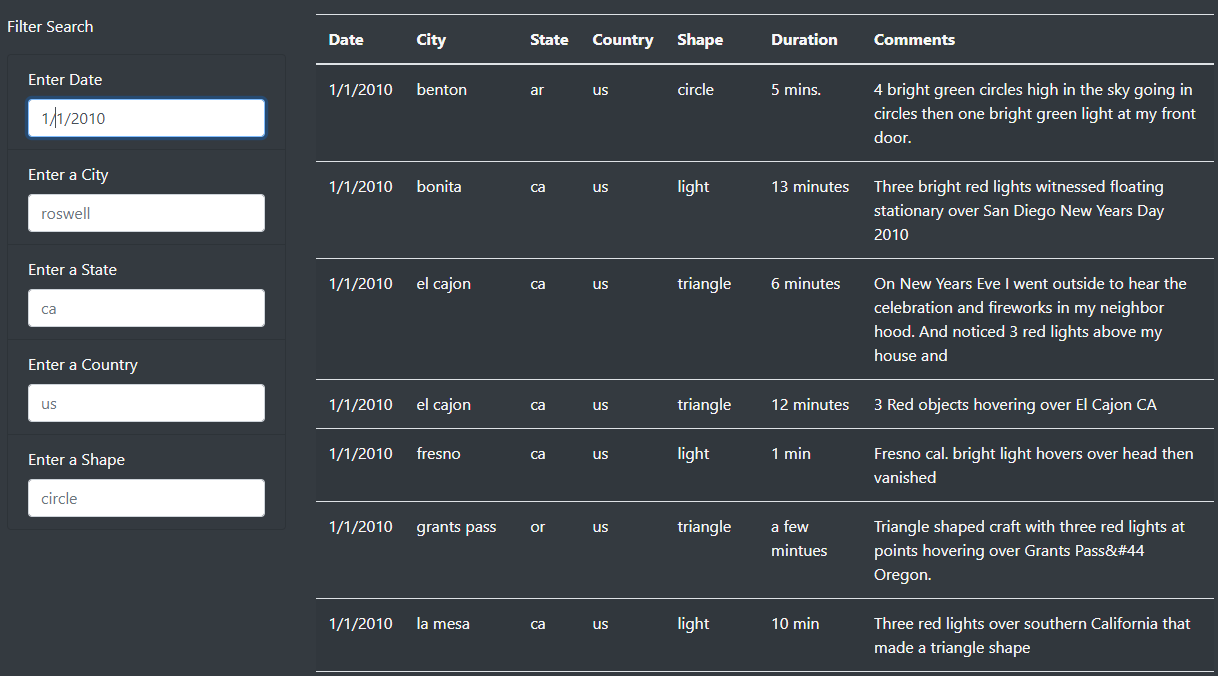 Filter Search
Enter Date
1/1/2010
Enter a City
roswell
Enter a State
ca
Enter a Country
us
Enter a Shape
circle
Date City State Country Shape Duration Comments
1/1/2010 benton ar us circle 5 mins. 4 bright green circles high in the sky going in
circles then one bright green light at my front
door.
1/1/2010 bonita ca us light 13 minutes Three bright red lights witnessed floating
stationary over San Diego New Years Day
2010
1/1/2010 el cajon ca us triangle 6 minutes On New Years Eve I went outside to hear the
celebration and fireworks in my neighbor
hood. And noticed 3 red lights above my
house and
1/1/2010 el cajon ca us triangle 12 minutes 3 Red objects hovering over El Cajon CA
1/1/2010 fresno ca us light 1 min Fresno cal. bright light hovers over head then
vanished
1/1/2010 grants pass or us triangle a few Triangle shaped craft with three red lights at
mintues points hovering over Grants Pass&#44
Oregon.
1/1/2010 la mesa ca us light 10 min Three red lights over southern California that
made a triangle shape